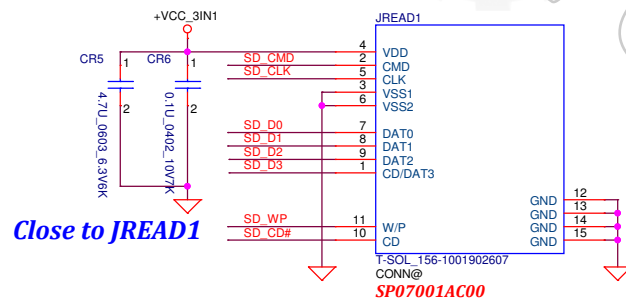 +VCC_3IN1
JREAD1
CR5 1 CR6 1
2 2
4.7U_0603_6.3V6K
0.1U_0402_10V7K
4 VDD
SD_CMD 2 CMD
SD_CLK 5 CLK
3 VSS1
6 VSS2
SD_D0 7 DAT0
SD_D1 8 DAT1
SD_D2 9 DAT2
SD_D3 1 CD/DAT3
GND 12
GND 13
GND 14
GND 15
Close to JREAD1
SD_WP 11 W/P
SD_CD# 10 CD
T-SOL_156-1001902607
CONN@
SP07001AC00